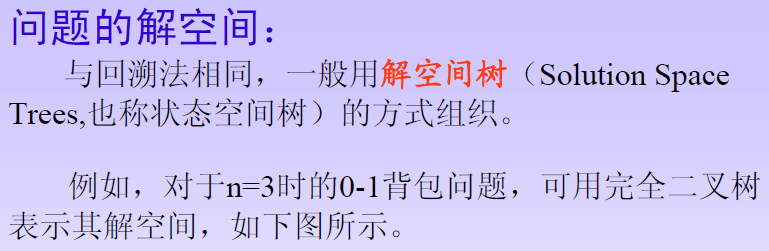 问题的解空间：
与回溯法相同，一般用解空间树（Solution Space
Trees,也称状态空间树）的方式组织。
例如，对于n=3时的0-1背包问题，可用完全二叉树
表示其解空间，如下图所示。